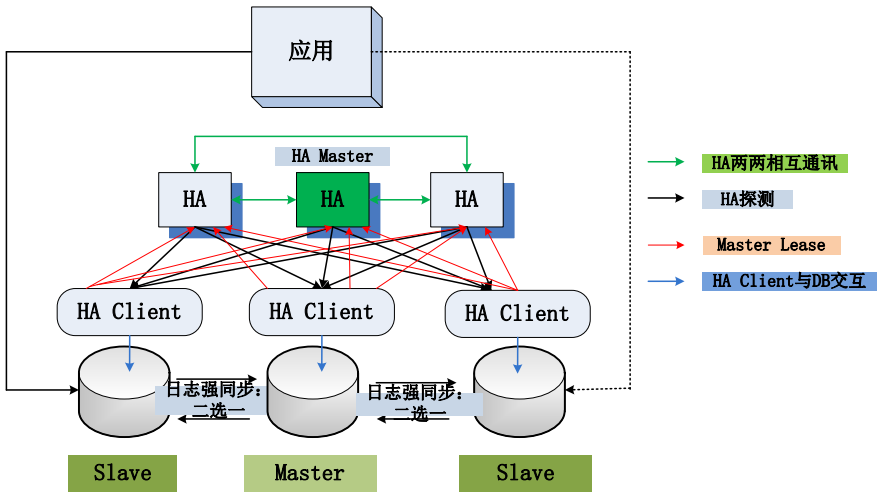 应用
HA Master
HA
HA
HA
HA两两相互通讯
HA探测
Master Lease
HA Client与DB交互
HA Client
HA Client
HA Client
日志强同步:
二选一
日志强同步:
二选一
Slave
Master
Slave